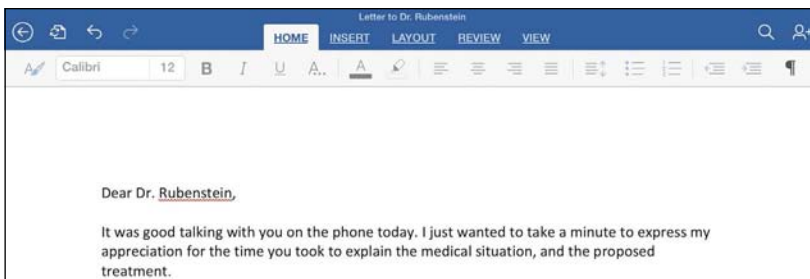 Letter to Dr. Rubenstein
HOME INSERT LAYOUT REVIEW VIEW
Calibri 12 B I U A... A ¶
Dear Dr. Rubenstein,
It was good talking with you on the phone today. I just wanted to take a minute to express my
appreciation for the time you took to explain the medical situation, and the proposed
treatment.